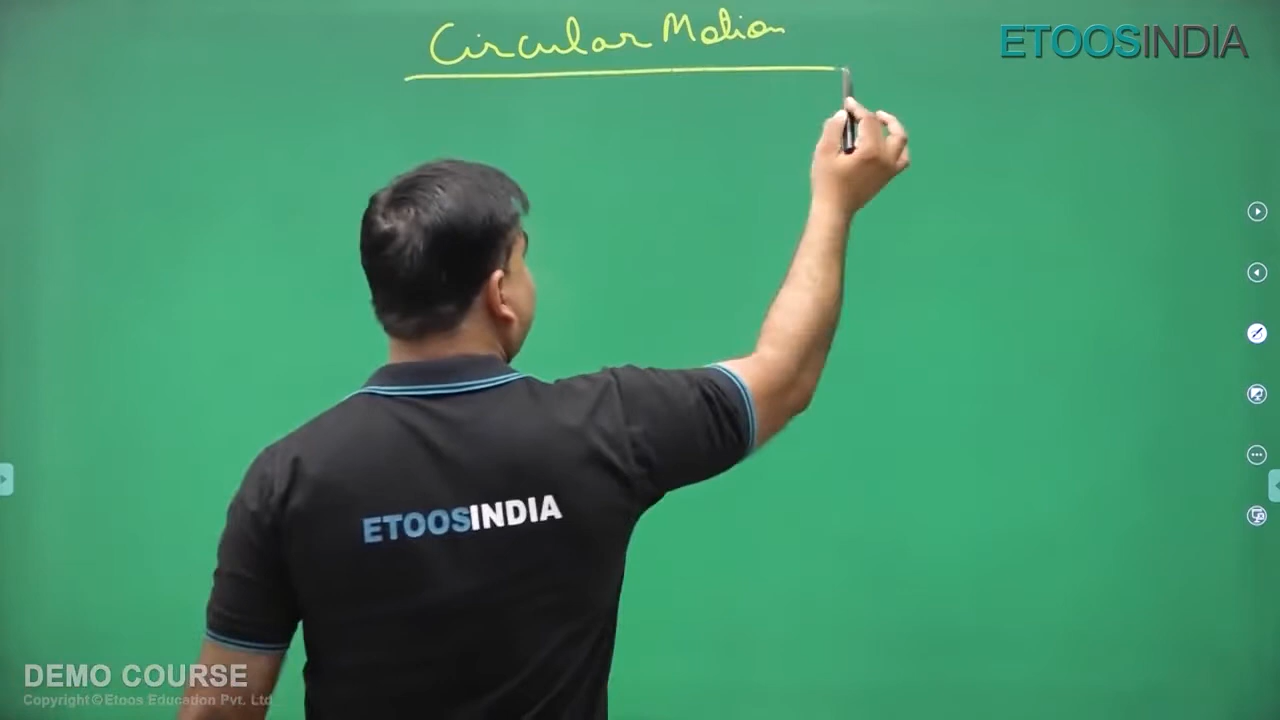 Circular Motion
ETOOSINDIA
ETOOSINDIA
DEMO COURSE
Copyright©Etoos Education Pvt. Ltd